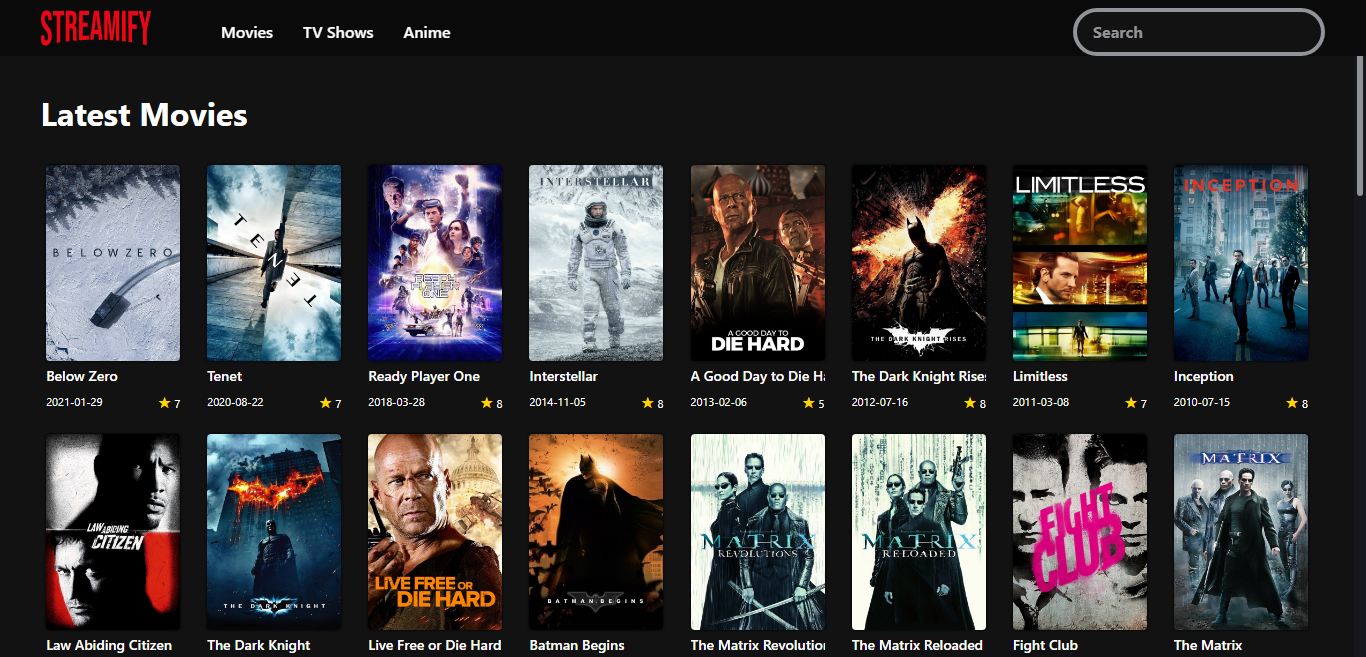 STREAMIFY
Movies
TV Shows
Anime
Search
Latest Movies
BELOWZERO
TENET
READY
PLAYER
ONE
INTERSTELLAR
A GOOD DAY TO
DIE HARD
THE DARK KNIGHT RISES
LIMITLESS
INCEPTION
Below Zero
Tenet
Ready Player One
Interstellar
A Good Day to Die Ha
The Dark Knight Rises
Limitless
Inception
2021-01-29
7
2020-08-22
7
2018-03-28
8
2014-11-05
8
2013-02-06
5
2012-07-16
8
2011-03-08
7
2010-07-15
8
LAW ABIDING
CITIZEN
THE DARK KNIGHT
LIVE FREE OR
DIE HARD
BATMAN BEGINS
MATRIX
REVOLUTIONS
MATRIX
RELOADED
FIGHT
CLUB
MATRIX
Law Abiding Citizen
The Dark Knight
Live Free or Die Hard
Batman Begins
The Matrix Revolution
The Matrix Reloaded
Fight Club
The Matrix